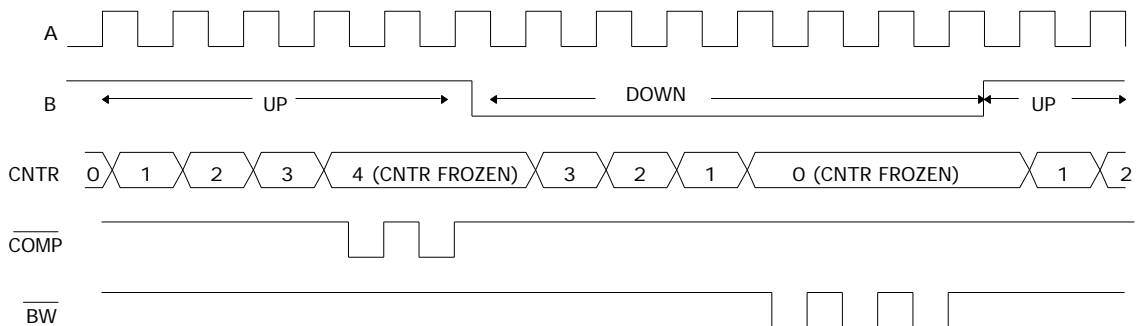 A
B
UP
DOWN
UP
CNTR
0 1 2 3 4 (CNTR FROZEN) 3 2 1 0 (CNTR FROZEN) 1 2
COMP
BW